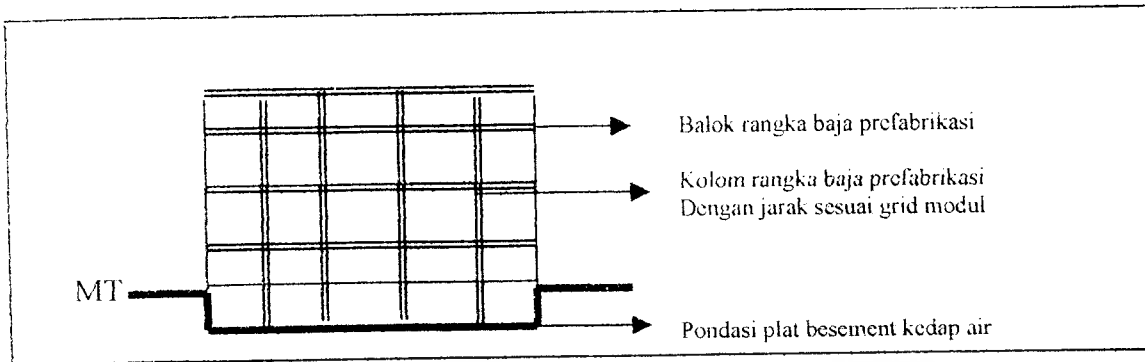 Balok rangka baja prefabrikasi
Kolom rangka baja prefabrikasi
Dengan jarak sesuai grid modul
MT
Pondasi plat besement kedap air